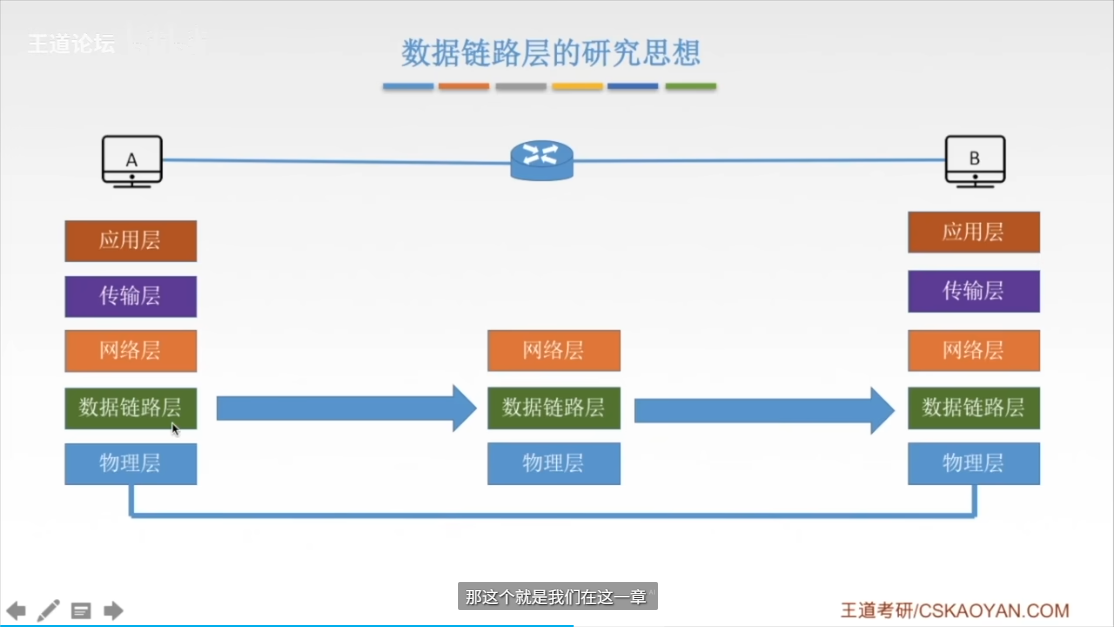 王道论坛
数据链路层的研究思想
A
B
应用层
传输层
网络层
数据链路层
物理层
网络层
数据链路层
物理层
应用层
传输层
网络层
数据链路层
物理层
那这个就是我们在这一章
王道考研/CSKAOYAN.COM